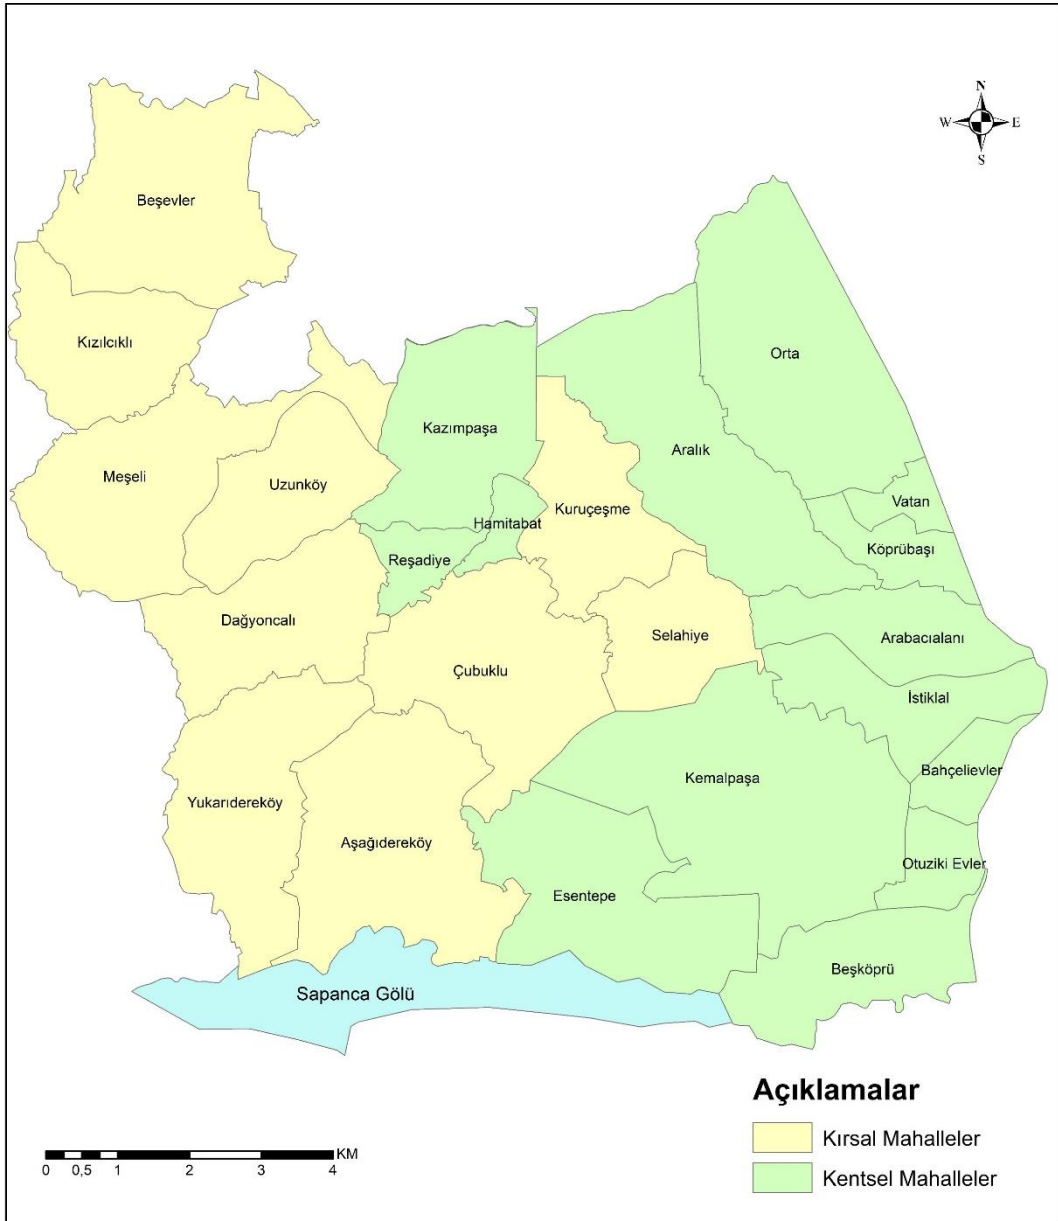 N
W E
S
Beşevler
Kızılcıklı
Orta
Kazımpaşa
Aralık
Meşeli
Uzunköy
Vatan
Kuruçeşme
Hamitabat
Köprübaşı
Reşadiye
Dağyoncalı
Selahiye
Arabacıalanı
Çubuklu
İstiklal
Bahçelievler
Kemalpaşa
Yukarıdereköy
Aşağıdereköy
Otuziki Evler
Esentepe
Beşköprü
Sapanca Gölü
Açıklamalar
Kırsal Mahalleler
Kentsel Mahalleler
KM
0 0,5 1 2 3 4